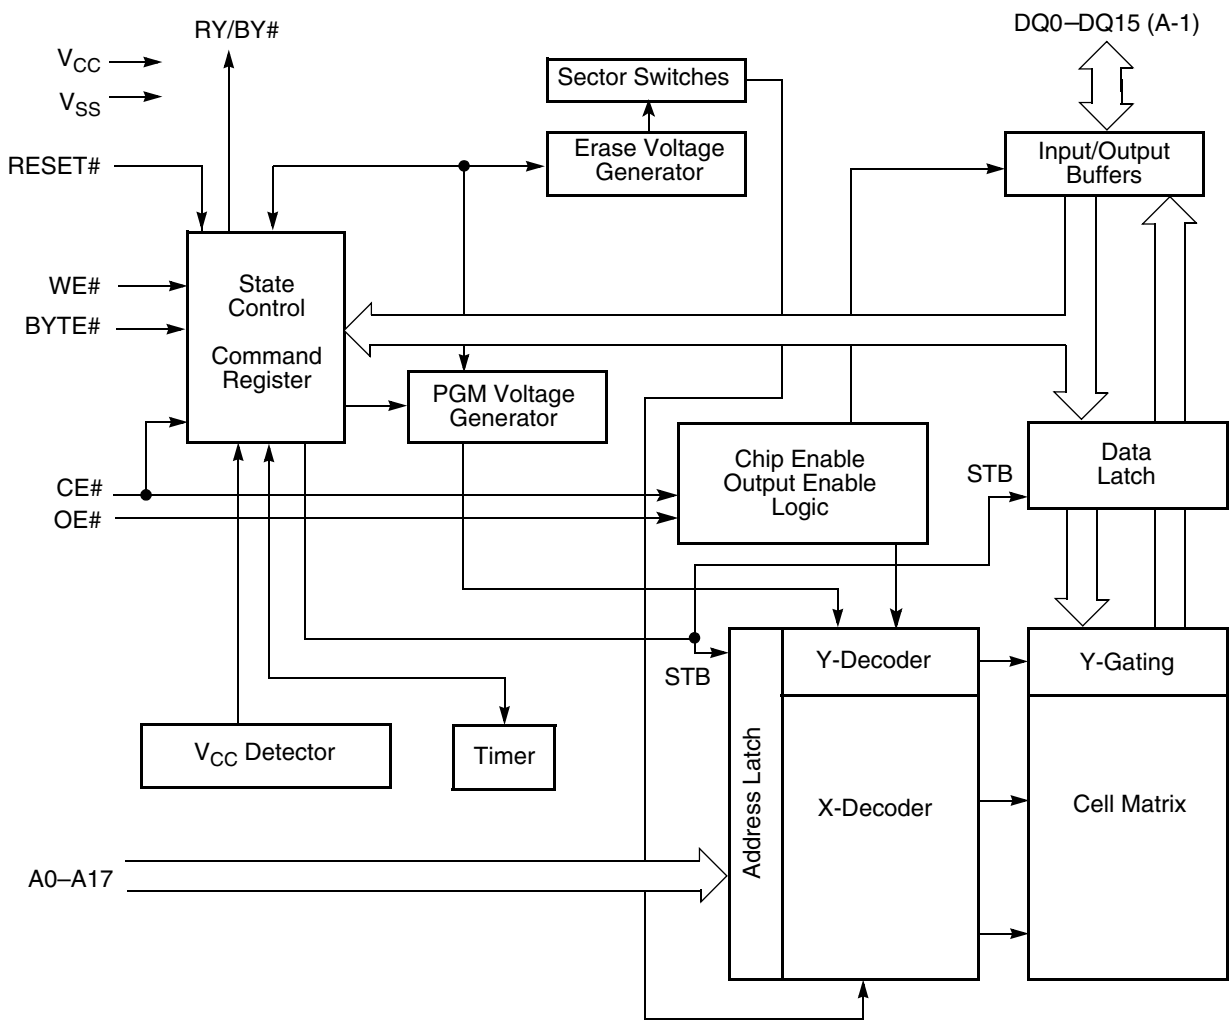 RY/BY#
DQ0–DQ15 (A-1)
VCC
VSS
Sector Switches
RESET#
Erase Voltage
Generator
Input/Output
Buffers
WE#
BYTE#
State
Control
Command
Register
PGM Voltage
Generator
CE#
OE#
Chip Enable
Output Enable
Logic
STB
Data
Latch
STB
Y-Decoder
Y-Gating
VCC Detector
Timer
Address Latch
X-Decoder
Cell Matrix
A0–A17